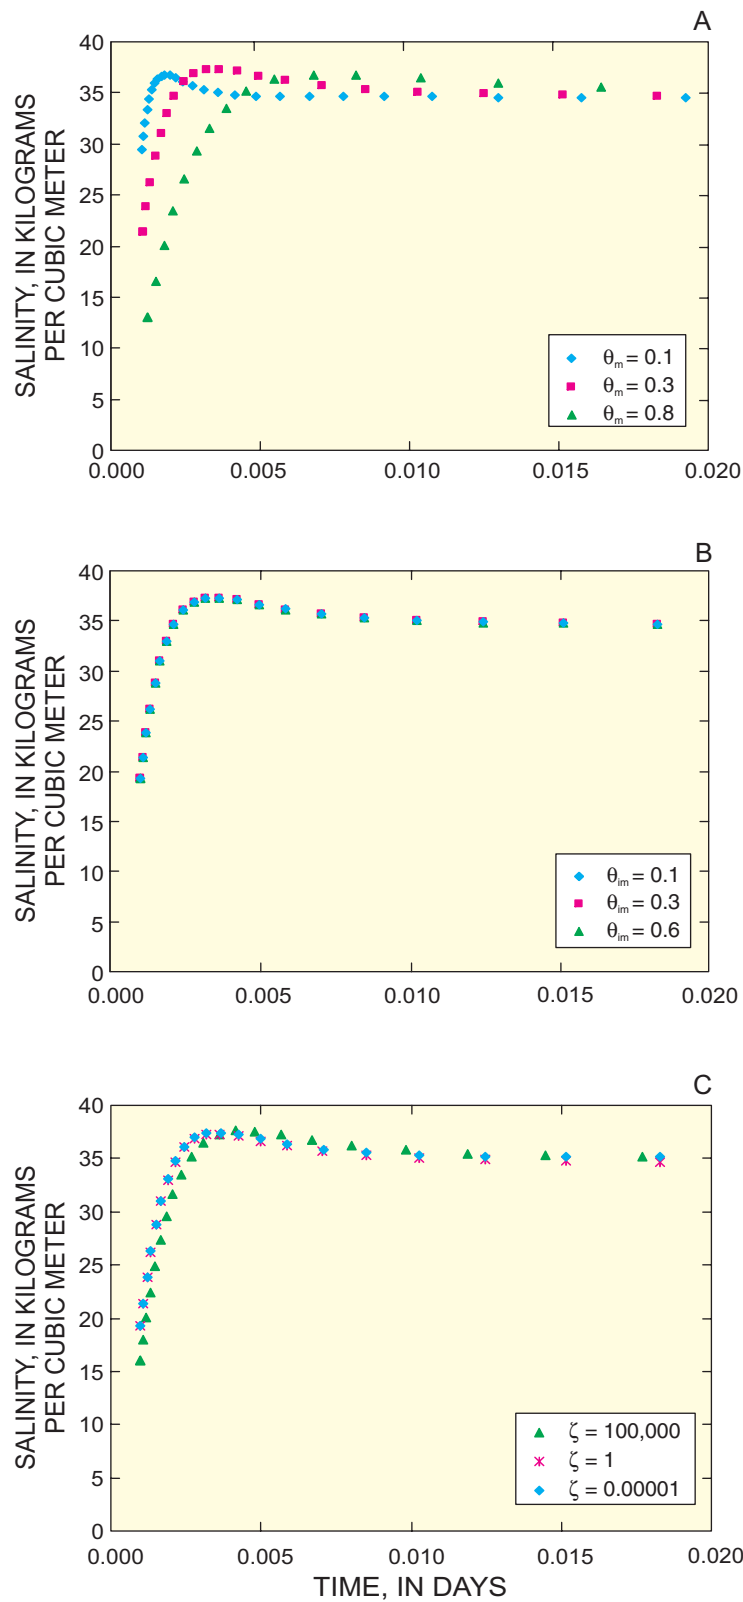 A
SALINITY, IN KILOGRAMS
PER CUBIC METER
40
35
30
25
20
15
10
5
0
0.000
0.005
0.010
0.015
0.020
θm = 0.1
θm = 0.3
θm = 0.8
B
SALINITY, IN KILOGRAMS
PER CUBIC METER
40
35
30
25
20
15
10
5
0
0.000
0.005
0.010
0.015
0.020
θim = 0.1
θim = 0.3
θim = 0.6
C
SALINITY, IN KILOGRAMS
PER CUBIC METER
40
35
30
25
20
15
10
5
0
0.000
0.005
0.010
0.015
0.020
ζ = 100,000
ζ = 1
ζ = 0.00001
TIME, IN DAYS